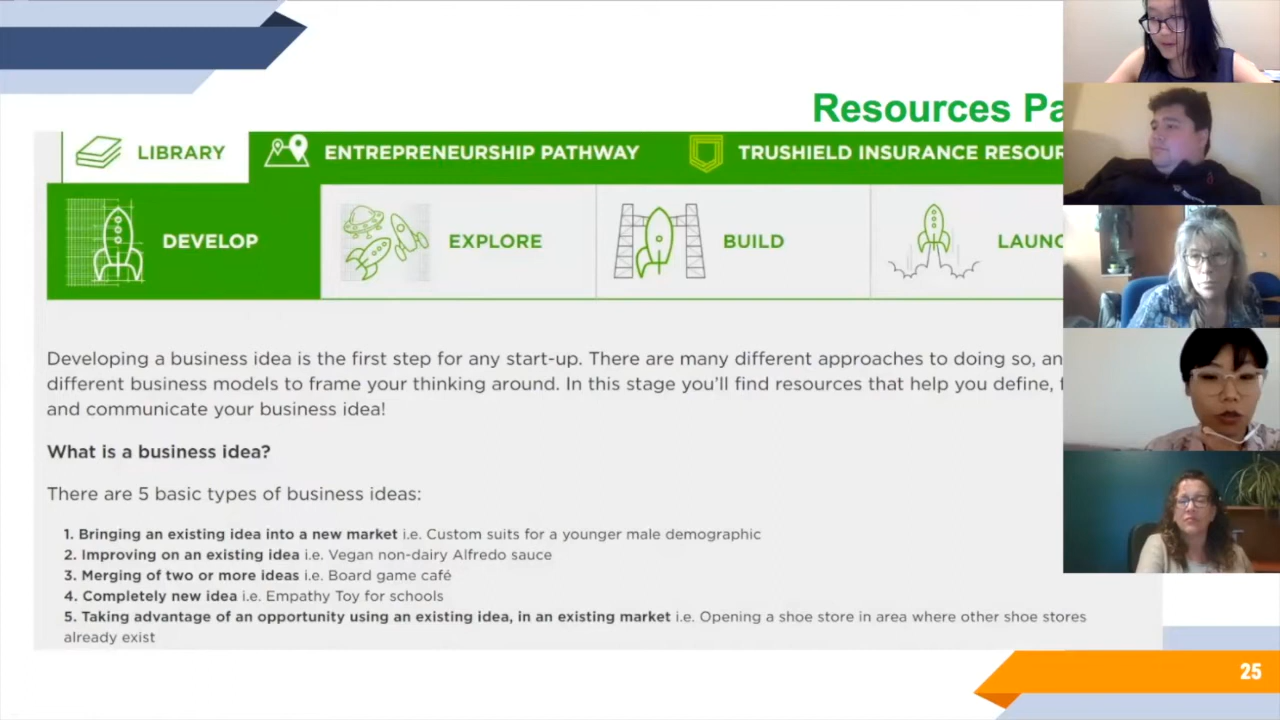 Resources Pa
LIBRARY
ENTREPRENEURSHIP PATHWAY
TRUSHIELD INSURANCE RESOUR
DEVELOP
EXPLORE
BUILD
LAUNC
Developing a business idea is the first step for any start-up. There are many different approaches to doing so, an
different business models to frame your thinking around. In this stage you'll find resources that help you define,
and communicate your business idea!
What is a business idea?
There are 5 basic types of business ideas:
1. Bringing an existing idea into a new market i.e. Custom suits for a younger male demographic
2. Improving on an existing idea i.e. Vegan non-dairy Alfredo sauce
3. Merging of two or more ideas i.e. Board game café
4. Completely new idea i.e. Empathy Toy for schools
5. Taking advantage of an opportunity using an existing idea, in an existing market i.e. Opening a shoe store in area where other shoe stores
already exist
25